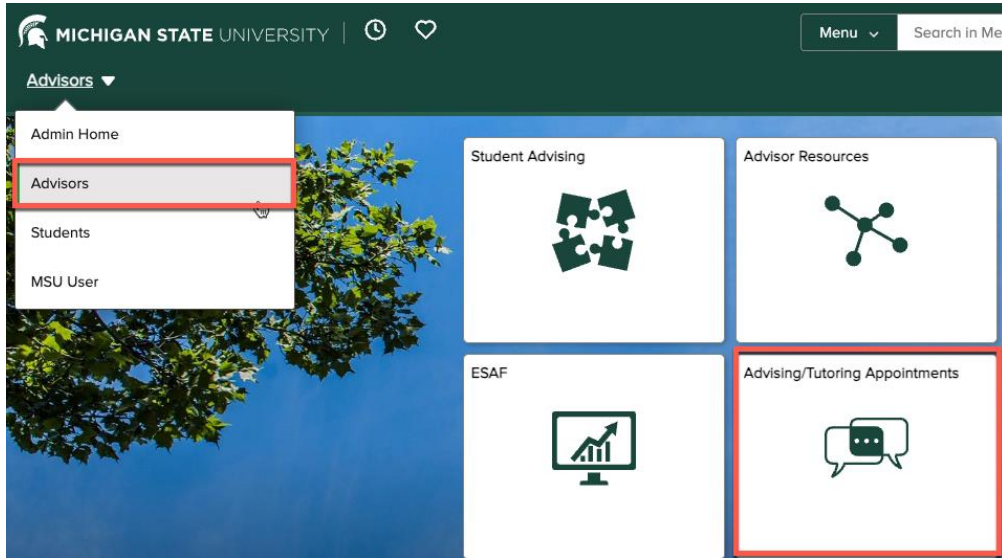 MICHIGAN STATE UNIVERSITY
Menu
Search in Me
Advisors
Admin Home
Advisors
Students
MSU User
Student Advising
Advisor Resources
ESAF
Advising/Tutoring Appointments